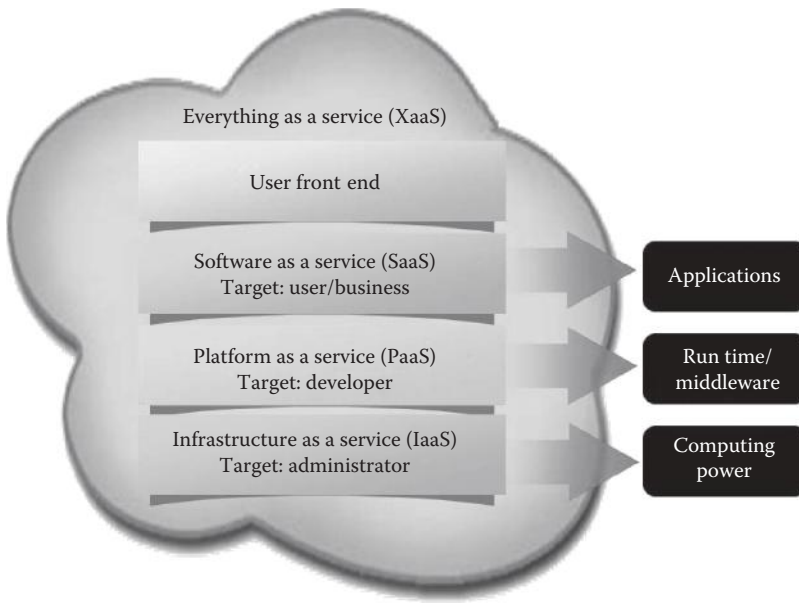 Everything as a service (XaaS)
User front end
Software as a service (SaaS)
Target: user/business
Applications
Platform as a service (PaaS)
Target: developer
Run time/
middleware
Infrastructure as a service (IaaS)
Target: administrator
Computing
power